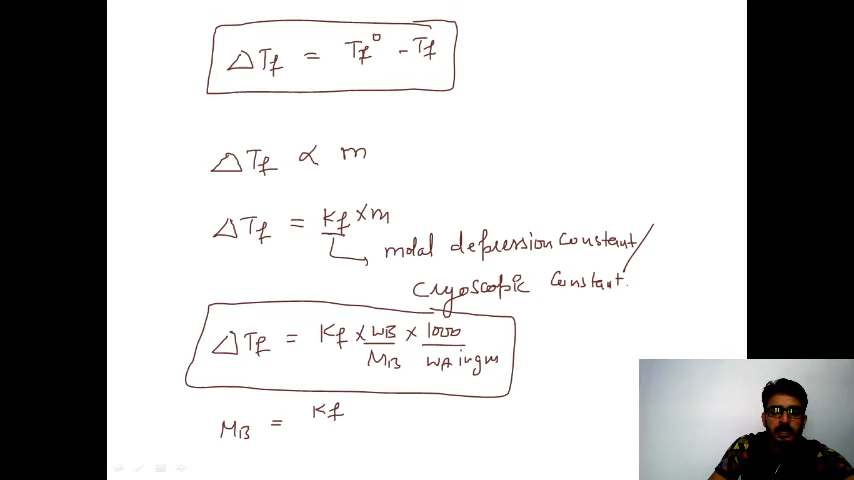 ΔTf = Tf° - Tf
ΔTf ∝ m
ΔTf = Kf × m
molal depression constant/
cryoscopic constant.
ΔTf = Kf × WB/MB × 1000/WA in gm
MB = Kf